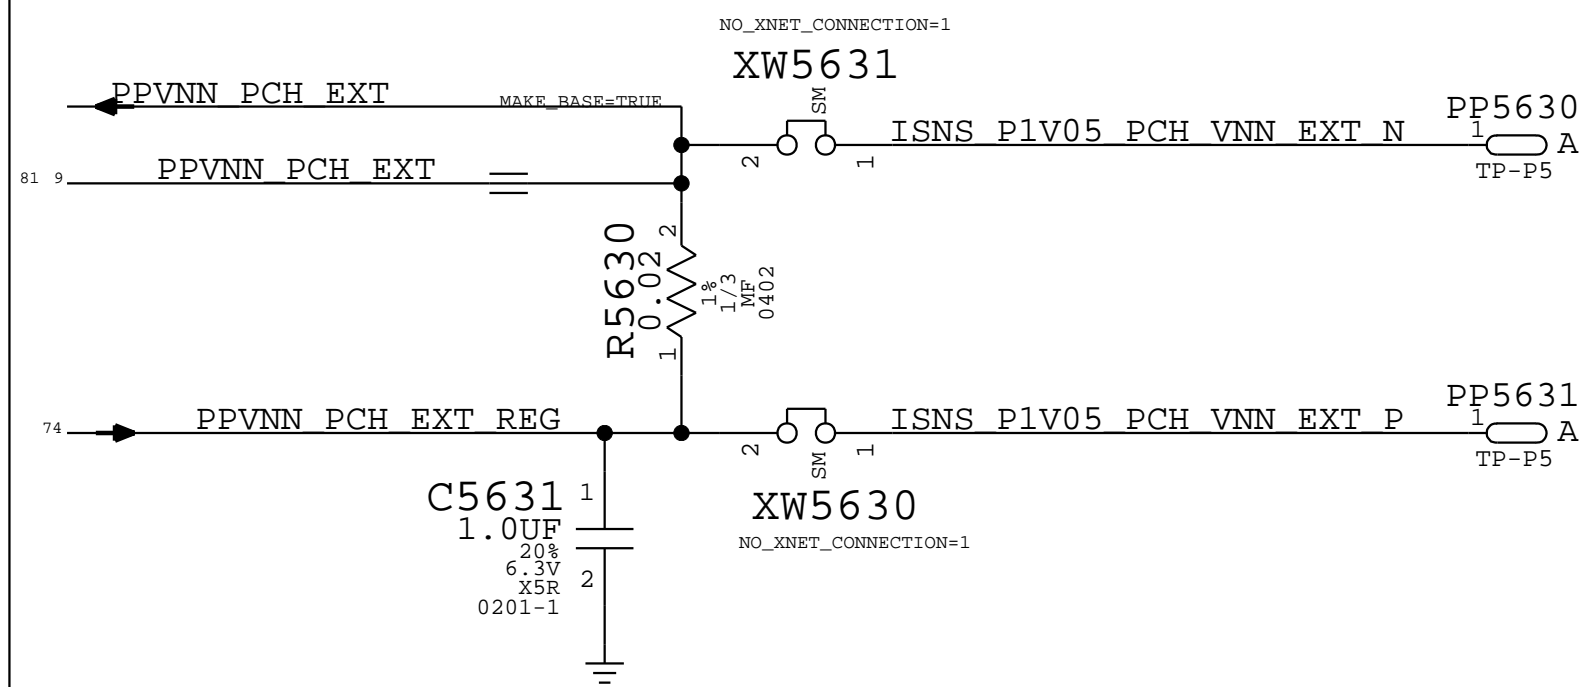 NO_XNET_CONNECTION=1
XW5631
SM
PPVNN_PCH_EXT
MAKE_BASE=TRUE
2
1
ISNS_P1V05_PCH_VNN_EXT_N
PP5630
1
A
TP-P5
81 9
PPVNN_PCH_EXT
2
R5630
0.02
1%
1/3
MF
0402
1
74
PPVNN_PCH_EXT_REG
2
SM
1
ISNS_P1V05_PCH_VNN_EXT_P
PP5631
1
A
TP-P5
XW5630
NO_XNET_CONNECTION=1
C5631
1
1.0UF
20%
6.3V
X5R
0201-1
2